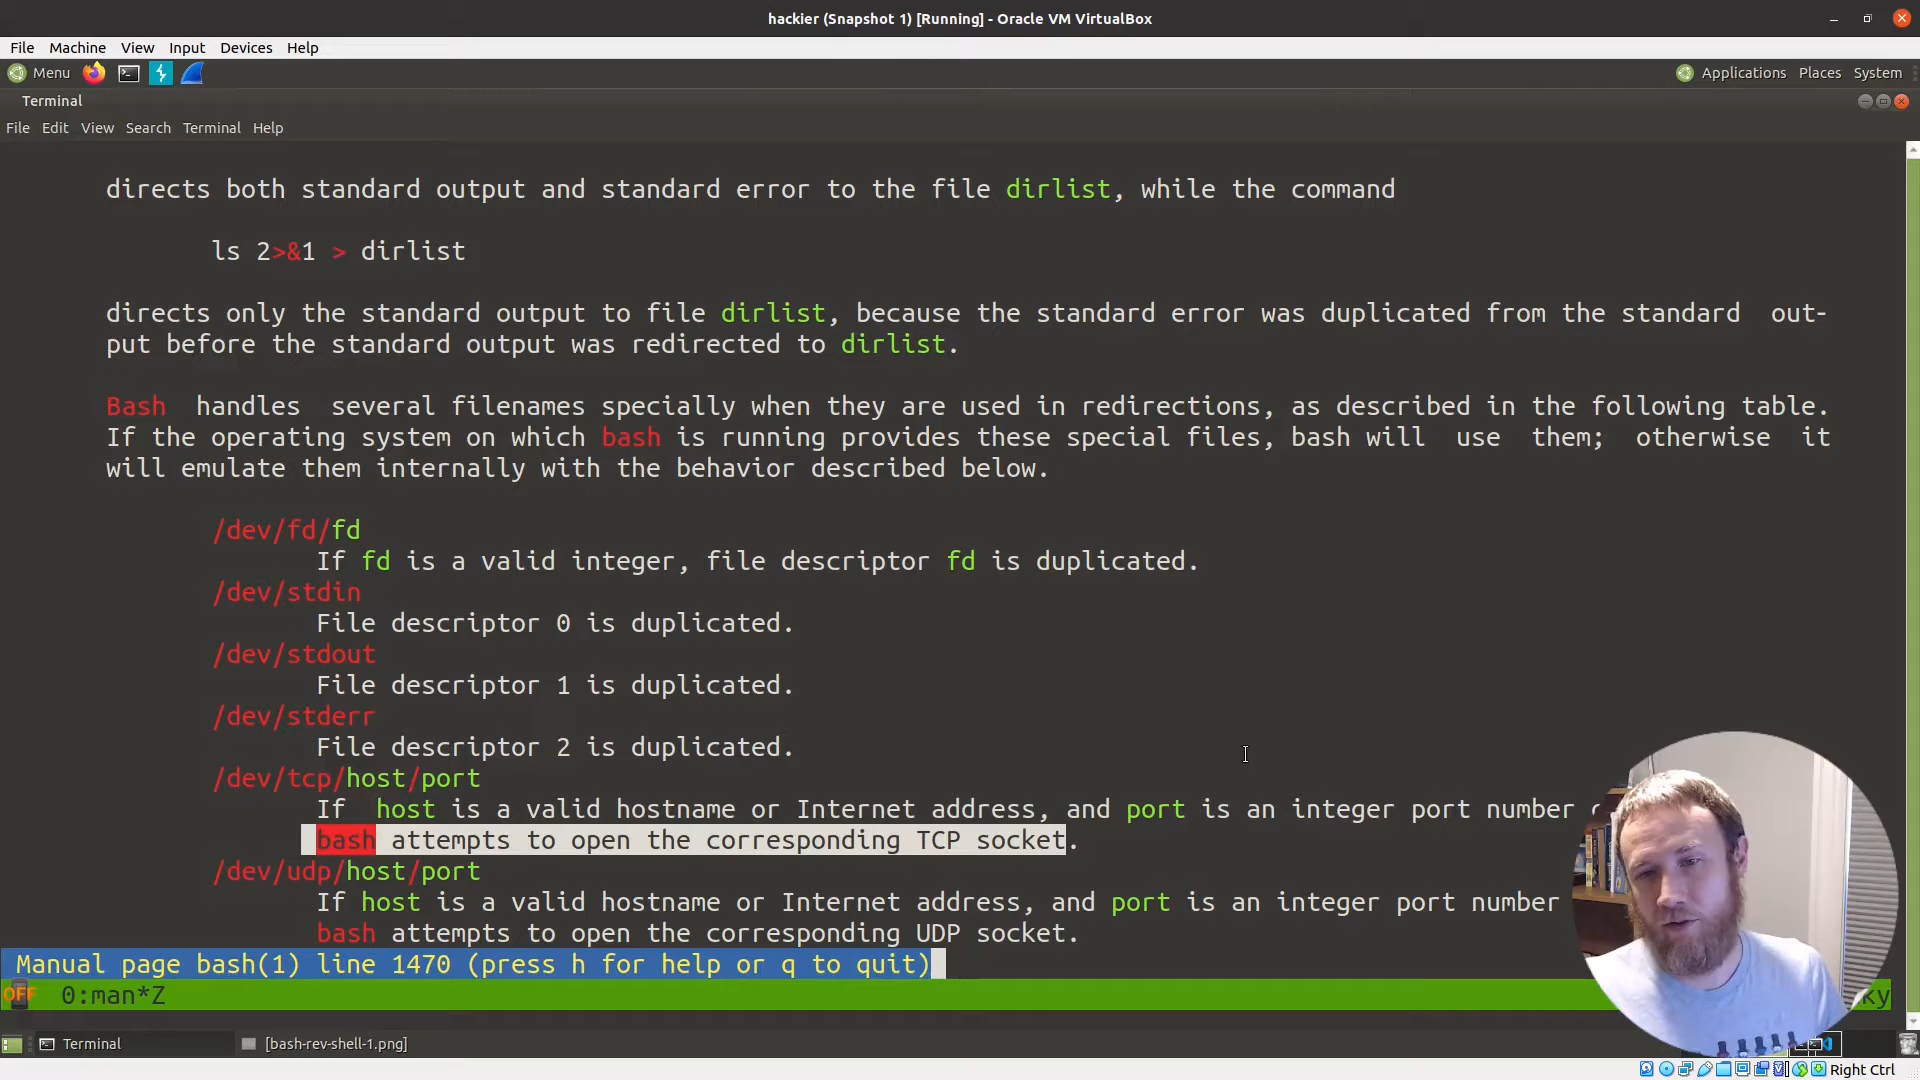 hackier (Snapshot 1) [Running] - Oracle VM VirtualBox
File Machine View Input Devices Help
Menu Applications Places System
Terminal
File Edit View Search Terminal Help
directs both standard output and standard error to the file dirlist, while the command
ls 2>&1 > dirlist
directs only the standard output to file dirlist, because the standard error was duplicated from the standard out-
put before the standard output was redirected to dirlist.
Bash handles several filenames specially when they are used in redirections, as described in the following table.
If the operating system on which bash is running provides these special files, bash will use them; otherwise it
will emulate them internally with the behavior described below.
/dev/fd/fd
If fd is a valid integer, file descriptor fd is duplicated.
/dev/stdin
File descriptor 0 is duplicated.
/dev/stdout
File descriptor 1 is duplicated.
/dev/stderr
File descriptor 2 is duplicated.
/dev/tcp/host/port
If host is a valid hostname or Internet address, and port is an integer port number
bash attempts to open the corresponding TCP socket.
/dev/udp/host/port
If host is a valid hostname or Internet address, and port is an integer port number
bash attempts to open the corresponding UDP socket.
Manual page bash(1) line 1470 (press h for help or q to quit)
OFF 0:man*Z ky
Terminal [bash-rev-shell-1.png]
Right Ctrl